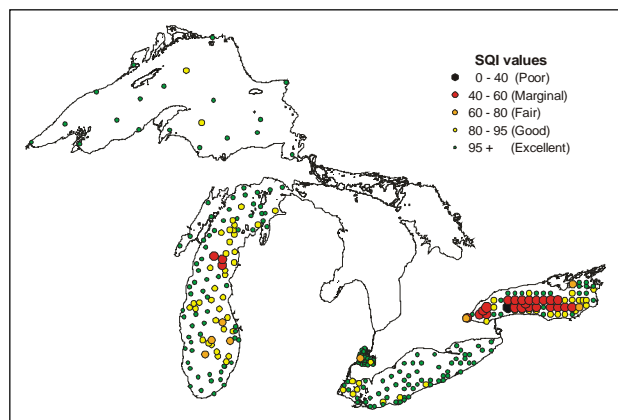 SQI values
0 - 40 (Poor)
40 - 60 (Marginal)
60 - 80 (Fair)
80 - 95 (Good)
95 + (Excellent)